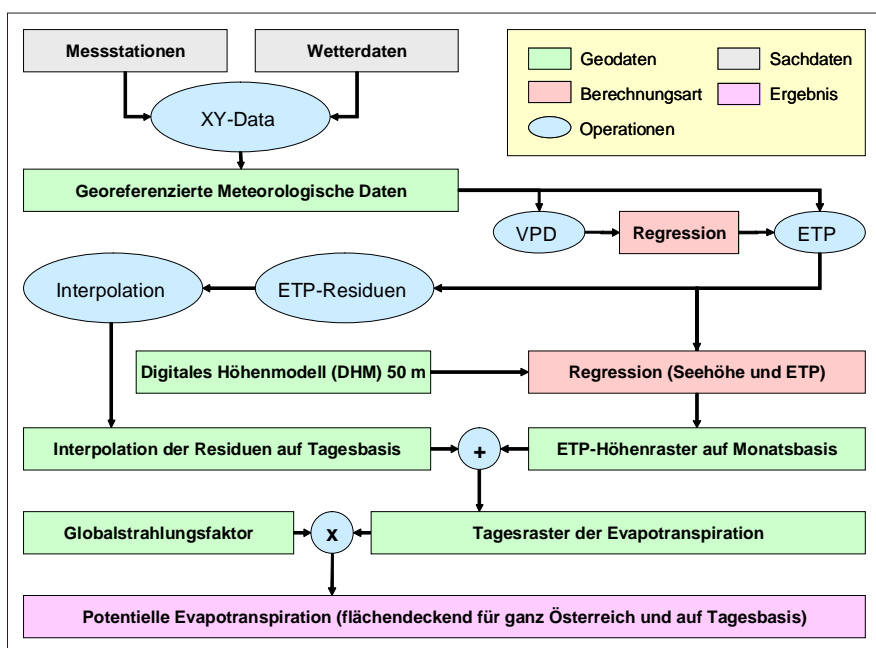 Messstationen
Wetterdaten
Geodaten
Sachdaten
Berechnungsart
Ergebnis
Operationen
XY-Data
Georeferenzierte Meteorologische Daten
VPD
Regression
ETP
Interpolation
ETP-Residuen
Digitales Höhenmodell (DHM) 50 m
Regression (Seehöhe und ETP)
Interpolation der Residuen auf Tagesbasis
+
ETP-Höhenraster auf Monatsbasis
Globalstrahlungsfaktor
x
Tagesraster der Evapotranspiration
Potentielle Evapotranspiration (flächendeckend für ganz Österreich und auf Tagesbasis)